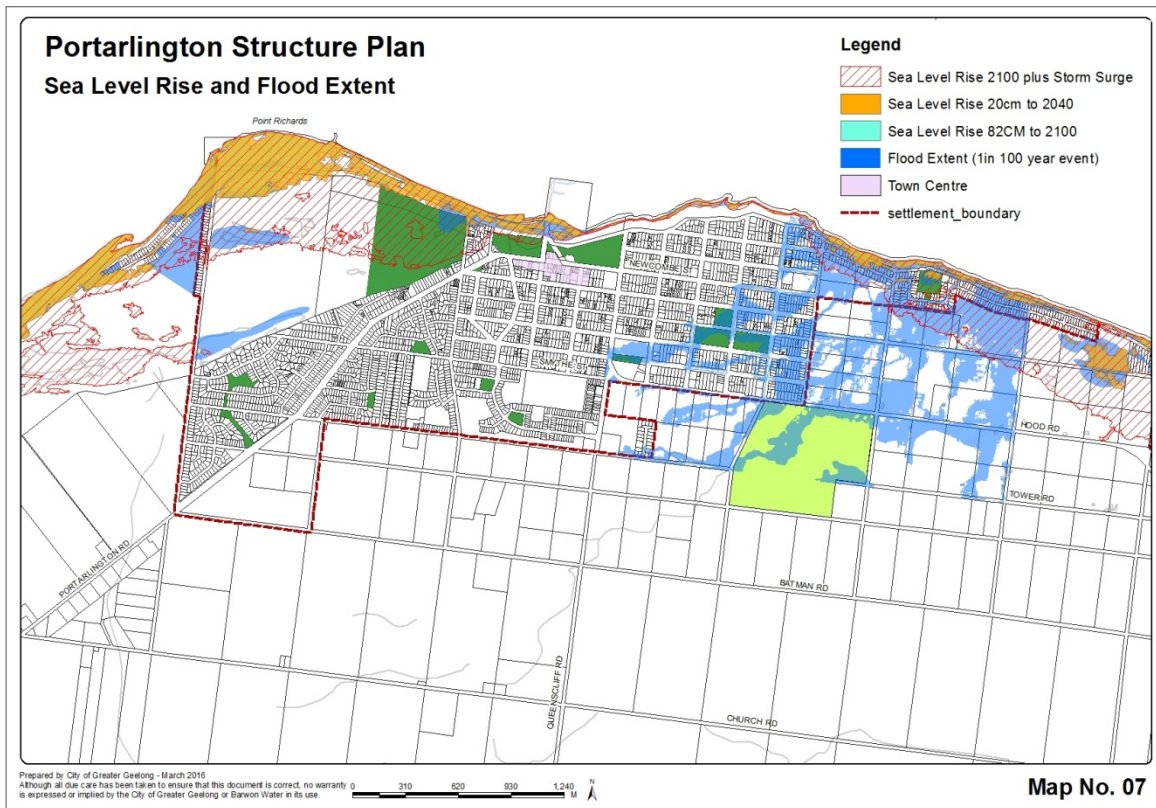 Portarlington Structure Plan
Sea Level Rise and Flood Extent
Legend
Sea Level Rise 2100 plus Storm Surge
Sea Level Rise 20cm to 2040
Sea Level Rise 82CM to 2100
Flood Extent (1in 100 year event)
Town Centre
settlement_boundary
Point Richards
NEWCOMBE ST
SMYTHE ST
HOOD RD
TOWER RD
PORTARLINGTON RD
BATMAN RD
QUEENSCLIFF RD
CHURCH RD
Prepared by City of Greater Geelong - March 2016
Although all due care has been taken to ensure that this document is correct, no warranty
is expressed or implied by the City of Greater Geelong or Barwon Water in its use.
0 310 620 930 1,240
M
N
Map No. 07